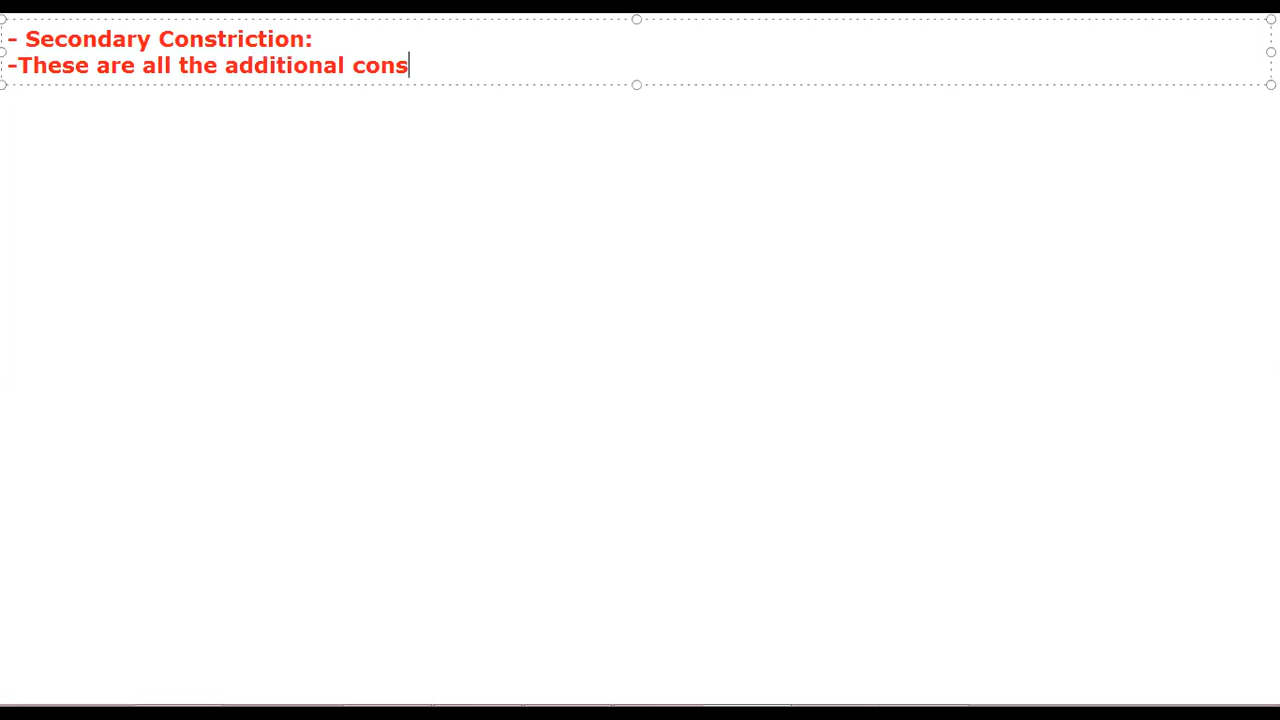 - Secondary Constriction:
-These are all the additional cons